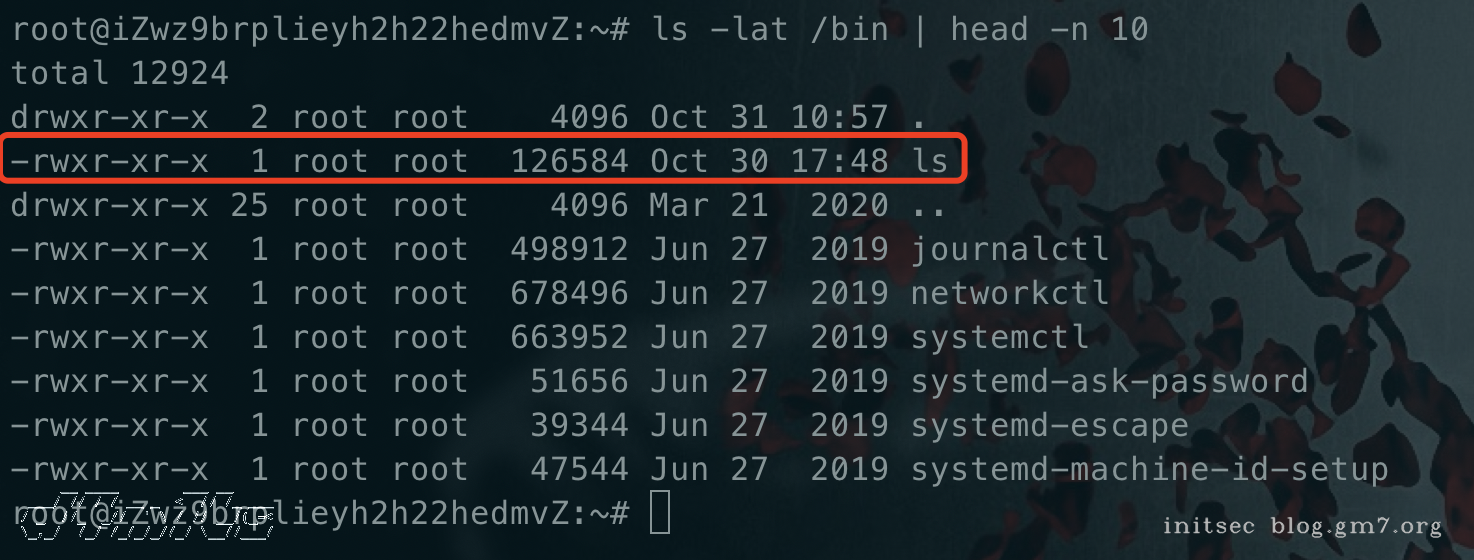 root@iZwz9brplieyh2h22hedmvZ:~# ls -lat /bin | head -n 10
total 12924
drwxr-xr-x  2 root root   4096 Oct 31 10:57 .
-rwxr-xr-x  1 root root 126584 Oct 30 17:48 ls
drwxr-xr-x 25 root root   4096 Mar 21  2020 ..
-rwxr-xr-x  1 root root 498912 Jun 27  2019 journalctl
-rwxr-xr-x  1 root root 678496 Jun 27  2019 networkctl
-rwxr-xr-x  1 root root 663952 Jun 27  2019 systemctl
-rwxr-xr-x  1 root root  51656 Jun 27  2019 systemd-ask-password
-rwxr-xr-x  1 root root  39344 Jun 27  2019 systemd-escape
-rwxr-xr-x  1 root root  47544 Jun 27  2019 systemd-machine-id-setup
root@iZwz9brplieyh2h22hedmvZ:~#
initsec blog.gm7.org